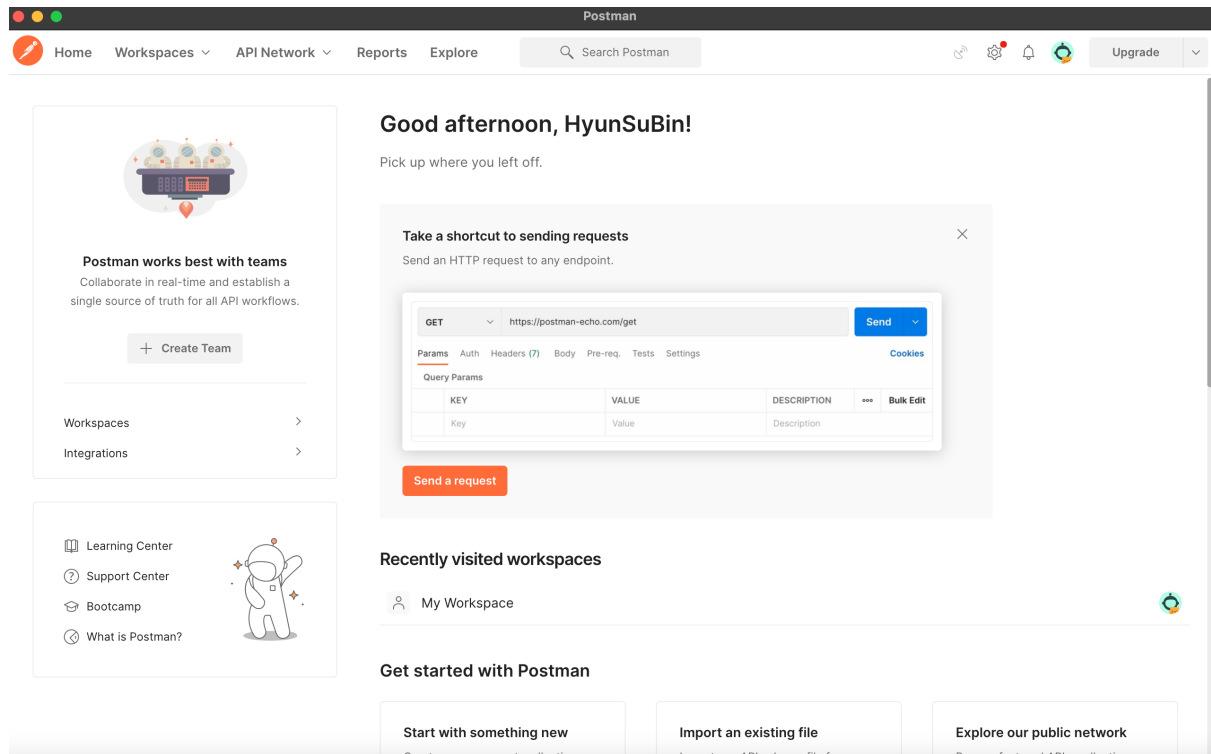 Postman
Home
Workspaces
API Network
Reports
Explore
Search Postman
Upgrade
Postman works best with teams
Collaborate in real-time and establish a
single source of truth for all API workflows.
Create Team
Workspaces
Integrations
Learning Center
Support Center
Bootcamp
What is Postman?
Good afternoon, HyunSuBin!
Pick up where you left off.
Take a shortcut to sending requests
Send an HTTP request to any endpoint.
GET
https://postman-echo.com/get
Send
Params Auth Headers (7) Body Pre-req. Tests Settings
Cookies
Query Params
KEY VALUE DESCRIPTION ooo Bulk Edit
Key Value Description
Send a request
Recently visited workspaces
My Workspace
Get started with Postman
Start with something new
Import an existing file
Explore our public network